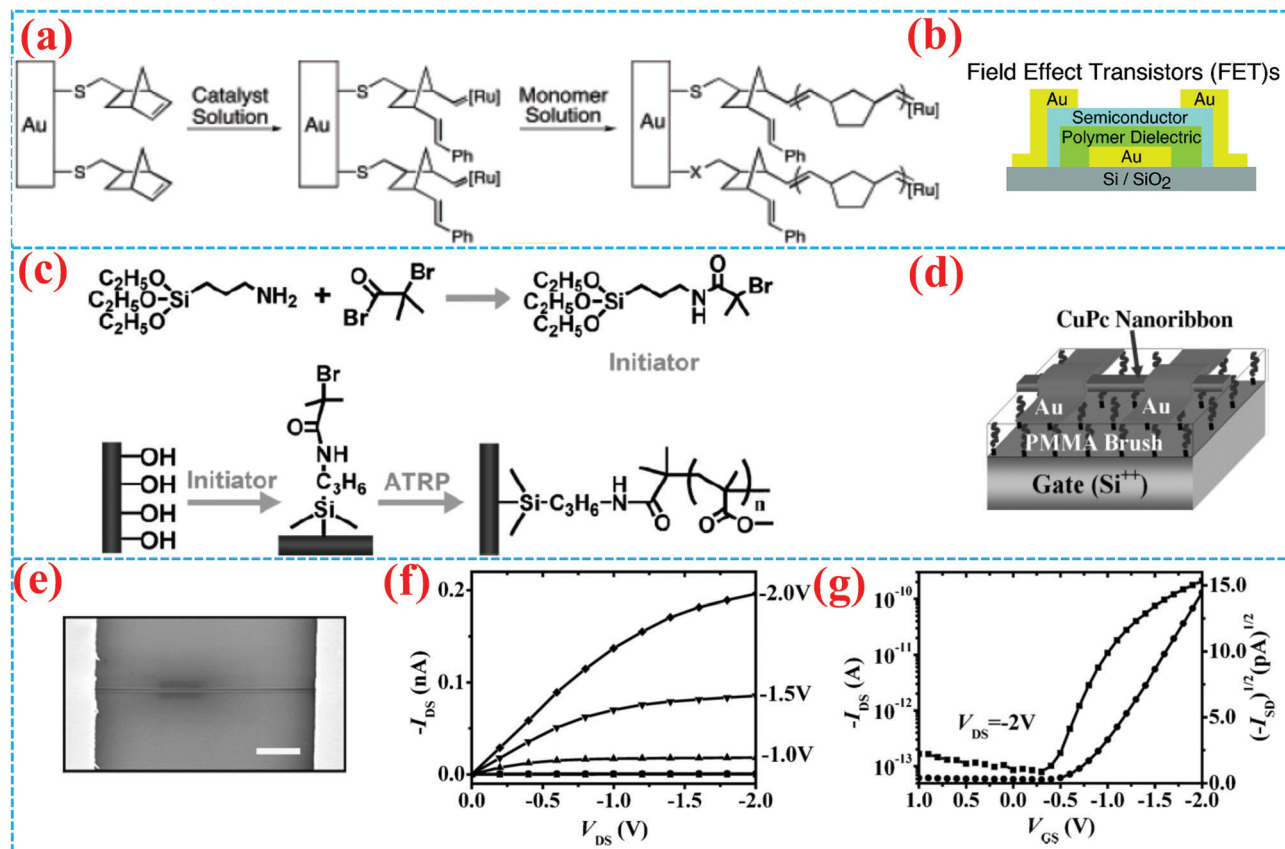 (a)
Au
S
S
Catalyst
Solution
Au
S
S
[Ru]
Ph
[Ru]
Ph
Monomer
Solution
Au
S
X
[Ru]
Ph
[Ru]
Ph
(b)
Field Effect Transistors (FET)s
Au Au
Semiconductor
Polymer Dielectric
Au
Si / SiO2
(c)
C2H5O
C2H5O-Si
C2H5O
NH2
+
O
Br
Br
C2H5O
C2H5O-Si
C2H5O
N
H
O
Br
Initiator
OH
OH
OH
OH
Initiator
Br
O
NH
C3H6
Si
ATRP
Si
C3H6-NH
O
O
O
n
(d)
CuPc Nanoribbon
Au Au
PMMA Brush
Gate (Si++)
(e)
(f)
-IDS (nA)
0.2
0.1
0.0
-2.0V
-1.5V
-1.0V
0.0 -0.5 -1.0 -1.5 -2.0
VDS (V)
(g)
-IDS (A)
10-10
10-11
10-12
10-13
VDS=-2V
15.0
10.0
5.0
0.0
(-ISD)1/2(pA)1/2
1.0 0.5 0.0 -0.5 -1.0 -1.5 -2.0
VGS (V)